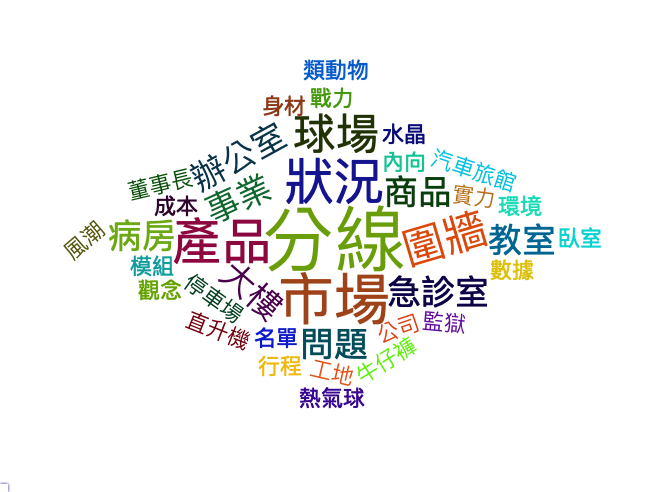 類動物
身材
戰力
球場
水晶
辦公室
內向
汽車旅館
董事長
事業
狀況
商品
實力
成本
環境
風潮
病房
產品
分線
圍牆
教室
臥室
模組
數據
觀念
停車場
大樓
市場
急診室
直升機
名單
問題
公司
監獄
行程
工地
牛仔褲
熱氣球